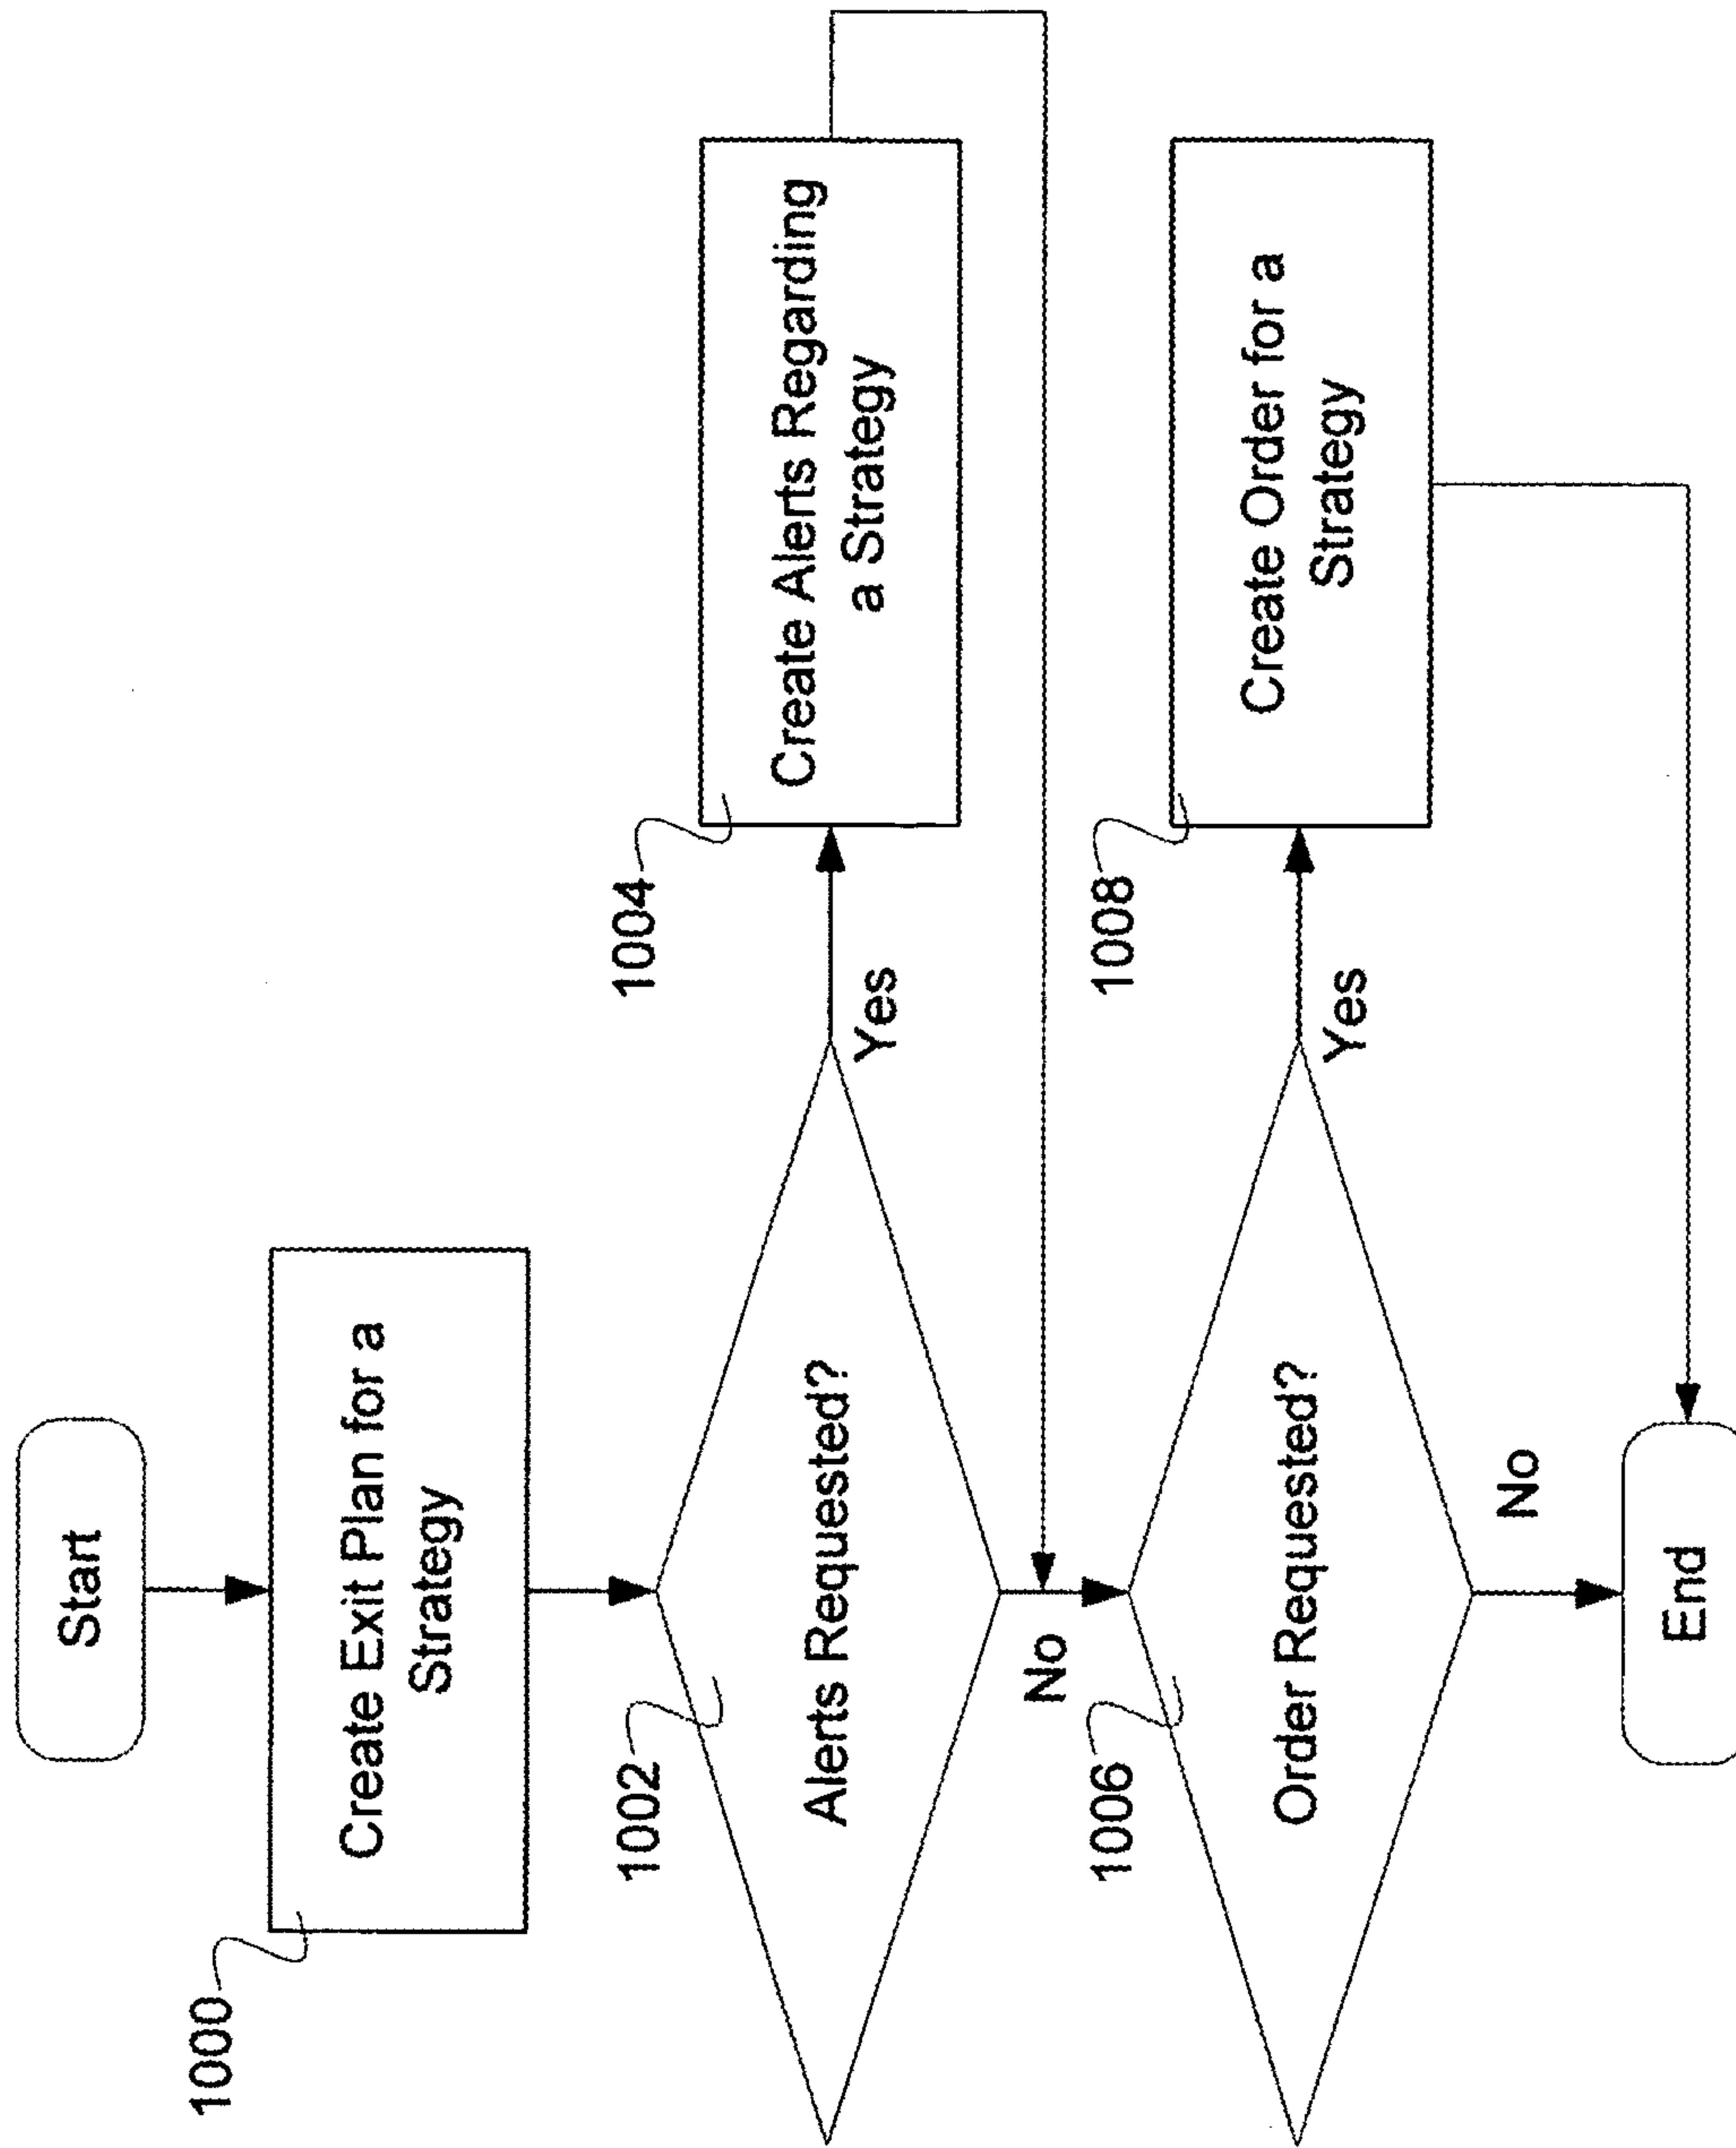 Start
1000
Create Exit Plan for a
Strategy
1002
Alerts Requested?
Yes
1004
Create Alerts Regarding
a Strategy
No
1006
Order Requested?
Yes
1008
Create Order for a
Strategy
No
End